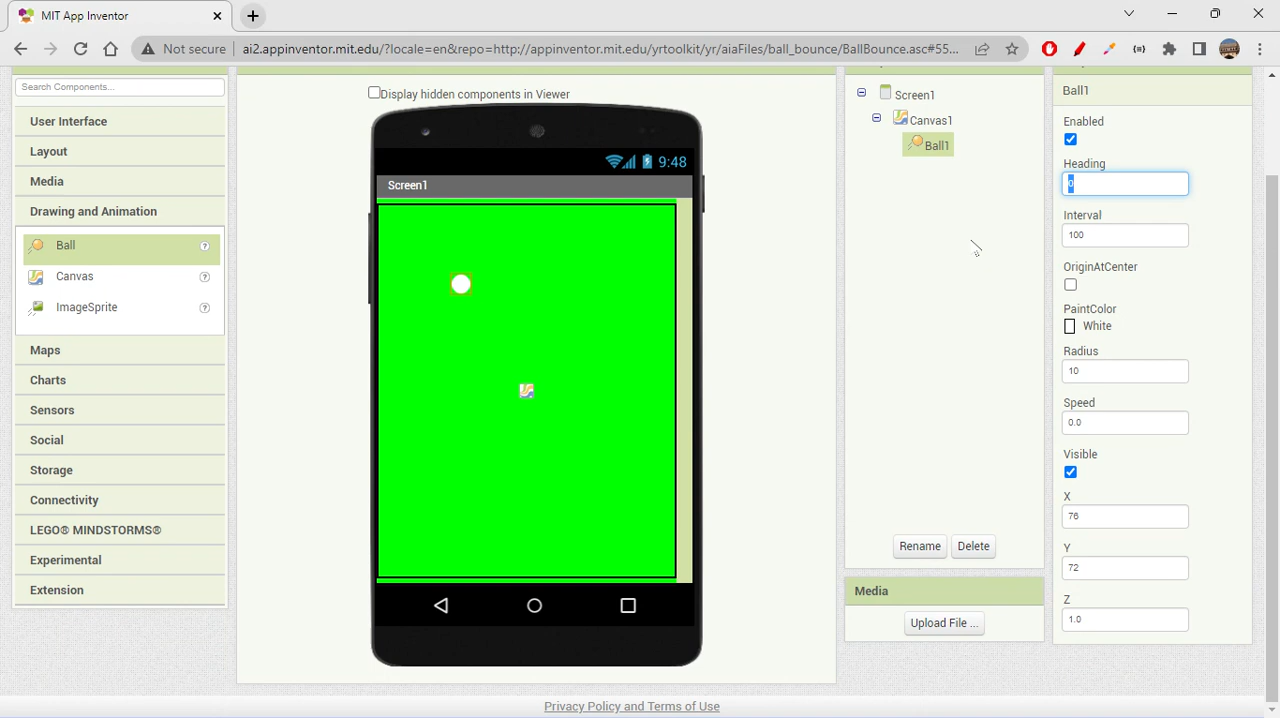 MIT App Inventor
Not secure
ai2.appinventor.mit.edu/?locale=en&repo=http://appinventor.mit.edu/yrtoolkit/yr/aiaFiles/ball_bounce/BallBounce.asc#55...
Search Components...
User Interface
Layout
Media
Drawing and Animation
Ball ?
Canvas ?
ImageSprite ?
Maps
Charts
Sensors
Social
Storage
Connectivity
LEGO® MINDSTORMS®
Experimental
Extension
Display hidden components in Viewer
9:48
Screen1
Screen1
Canvas1
Ball1
Rename Delete
Media
Upload File ...
Ball1
Enabled
Heading
0
Interval
100
OriginAtCenter
PaintColor
White
Radius
10
Speed
0.0
Visible
X
76
Y
72
Z
1.0
Privacy Policy and Terms of Use